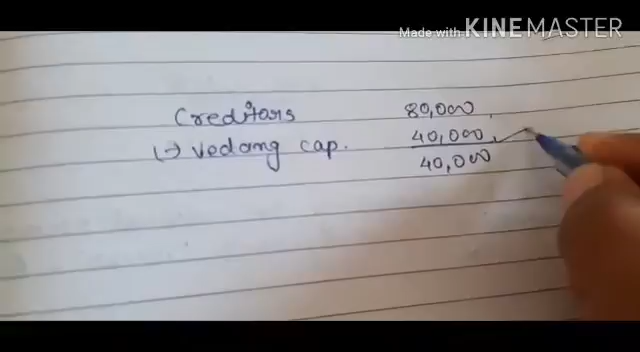 Made with KINEMASTER
Creditors 80,000
(-) Vedang cap. 40,000
40,000